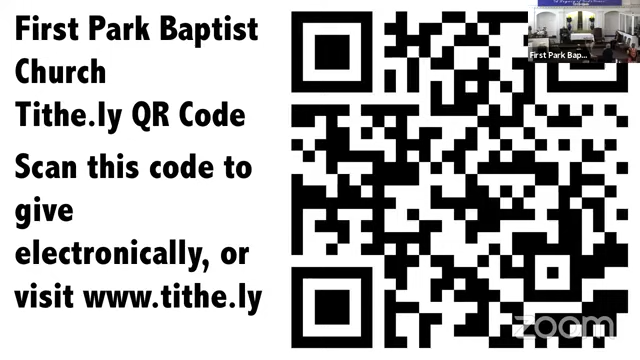 First Park Baptist
Church
Tithe.ly QR Code
Scan this code to
give
electronically, or
visit www.tithe.ly
First Park Bap...
zoom